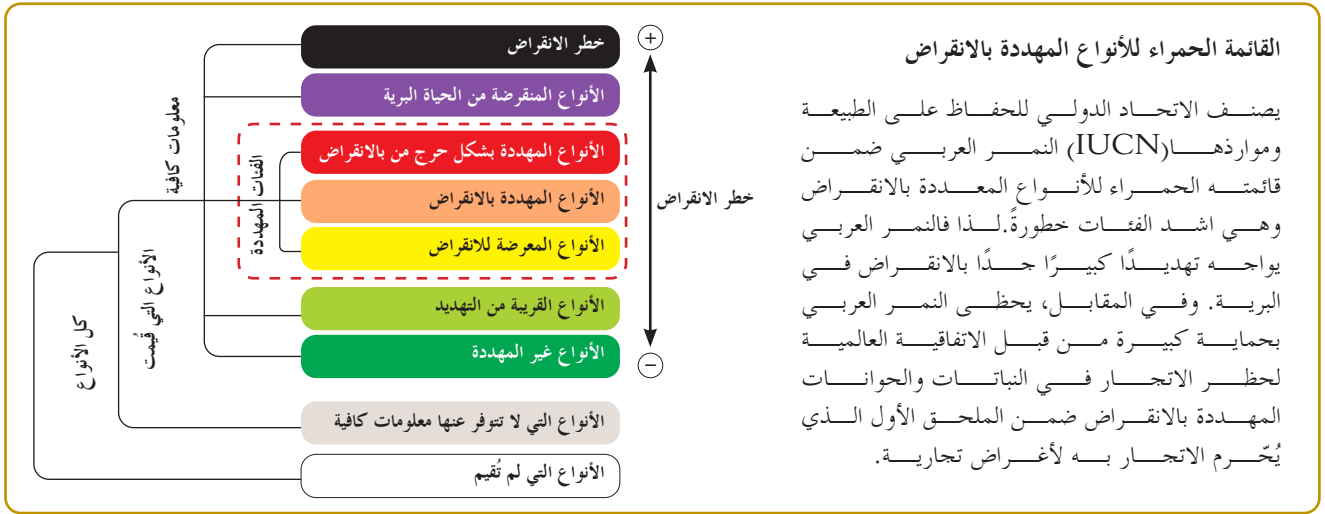 القائمة الحمراء للأنواع المهددة بالانقراض
يصنف الاتحاد الدولي للحفاظ على الطبيعة
وموارذها(IUCN) النمر العربي ضمن
قائمته الحمراء للأنواع المعددة بالانقراض
وهي اشد الفئات خطورةً.لذا فالنمر العربي
يواجه تهديدًا كبيرًا جدًا بالانقراض في
البرية. وفي المقابل، يحظى النمر العربي
بحماية كبيرة من قبل الاتفاقية العالمية
لحظر الاتجار في النباتات والحوانات
المهددة بالانقراض ضمن الملحق الأول الذي
يُحّرم الاتجار به لأغراض تجارية.
+
خطر الانقراض
−
خطر الانقراض
الأنواع المنقرضة من الحياة البرية
الأنواع المهددة بشكل حرج من بالانقراض
الأنواع المهددة بالانقراض
الأنواع المعرضة للانقراض
الأنواع القريبة من التهديد
الأنواع غير المهددة
الأنواع التي لا تتوفر عنها معلومات كافية
الأنواع التي لم تُقيم
الفئات المهددة
معلومات كافية
الأنواع التي قُيمت
كل الأنواع